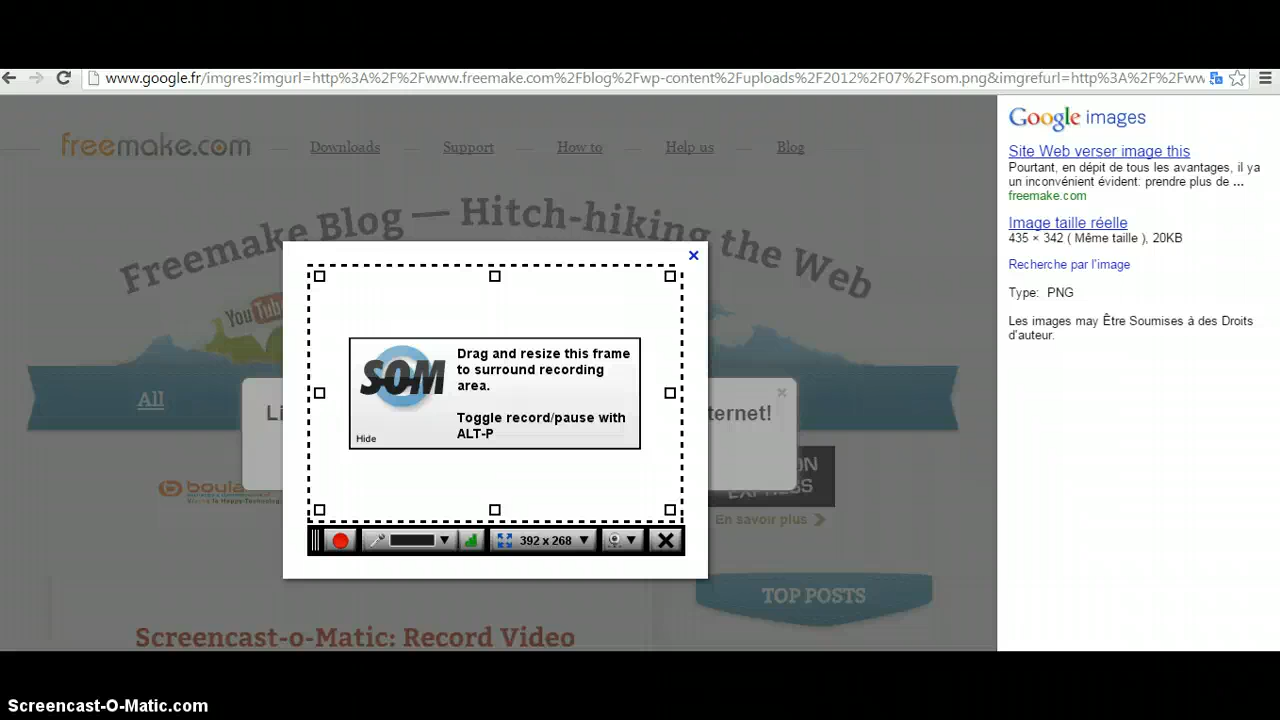 www.google.fr/imgres?imgurl=http%3A%2F%2Fwww.freemake.com%2Fblog%2Fwp-content%2Fuploads%2F2012%2F07%2Fsom.png&imgrefurl=http%3A%2F%2Fww
freemake.com
Downloads
Support
How to
Help us
Blog
Freemake Blog — Hitch-hiking the Web
You Tube
All
Li
ternet!
ON
EXPRESS
En savoir plus
×
SOM
Drag and resize this frame
to surround recording
area.
Toggle record/pause with
ALT-P
Hide
392 x 268
TOP POSTS
Screencast-o-Matic: Record Video
Google images
Site Web verser image this
Pourtant, en dépit de tous les avantages, il ya
un inconvénient évident: prendre plus de ...
freemake.com
Image taille réelle
435 × 342 ( Même taille ), 20KB
Recherche par l'image
Type: PNG
Les images may Être Soumises á des Droits
d'auteur.
Screencast-O-Matic.com